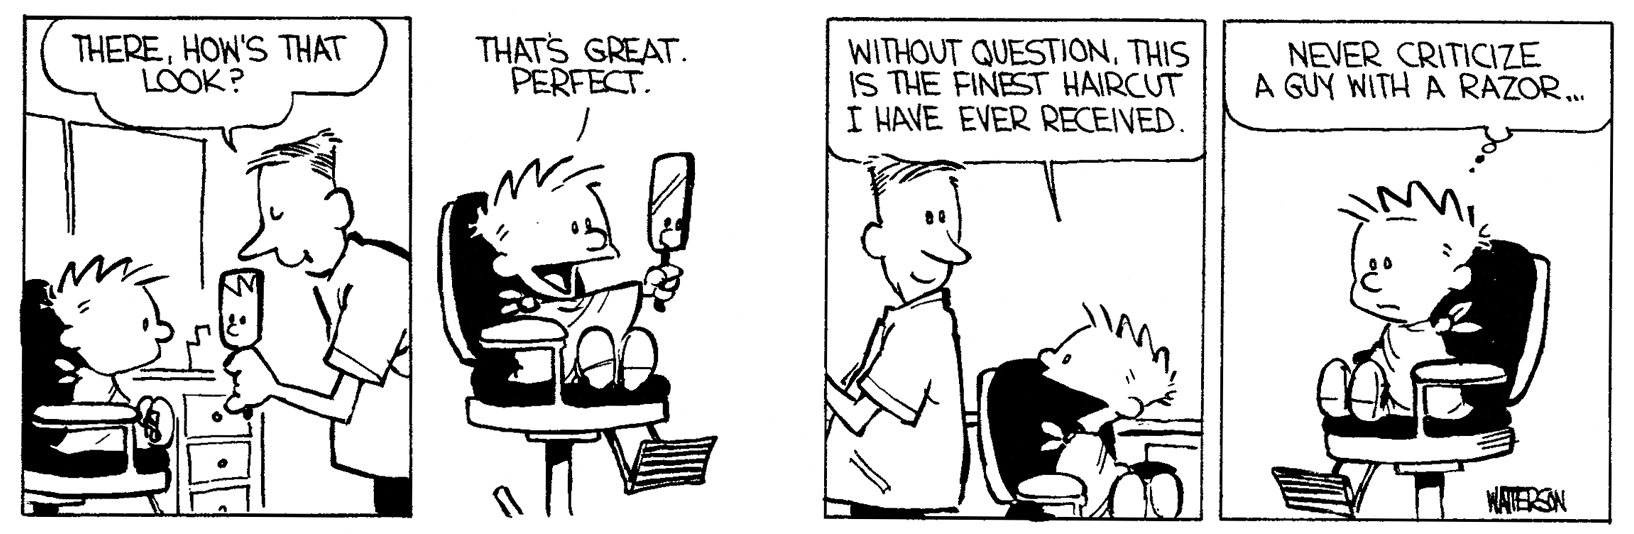 THERE, HOW'S THAT
LOOK?
THAT'S GREAT.
PERFECT.
WITHOUT QUESTION, THIS
IS THE FINEST HAIRCUT
I HAVE EVER RECEIVED.
NEVER CRITICIZE
A GUY WITH A RAZOR...
WATTERSON